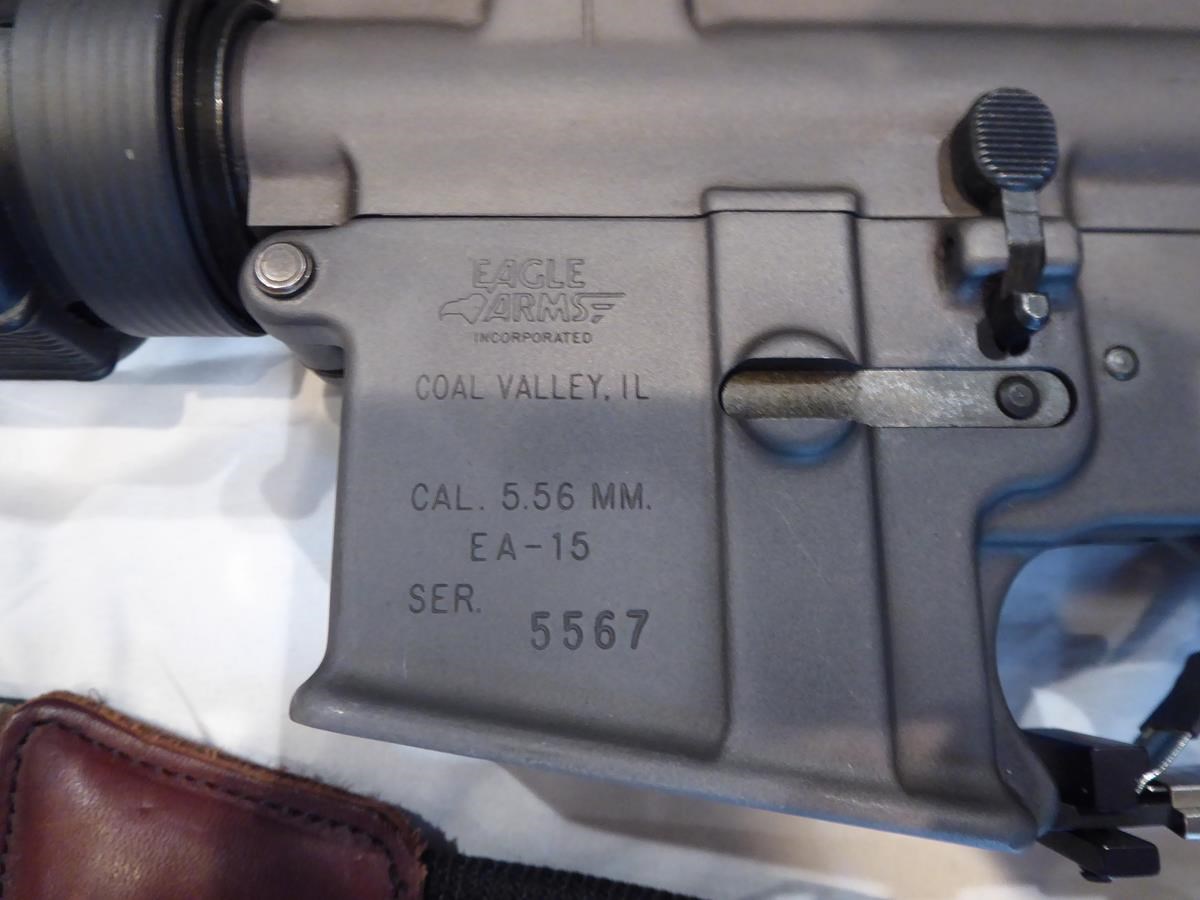 EAGLE
ARMS
INCORPORATED
COAL VALLEY, IL
CAL. 5.56 MM.
EA-15
SER.
5567